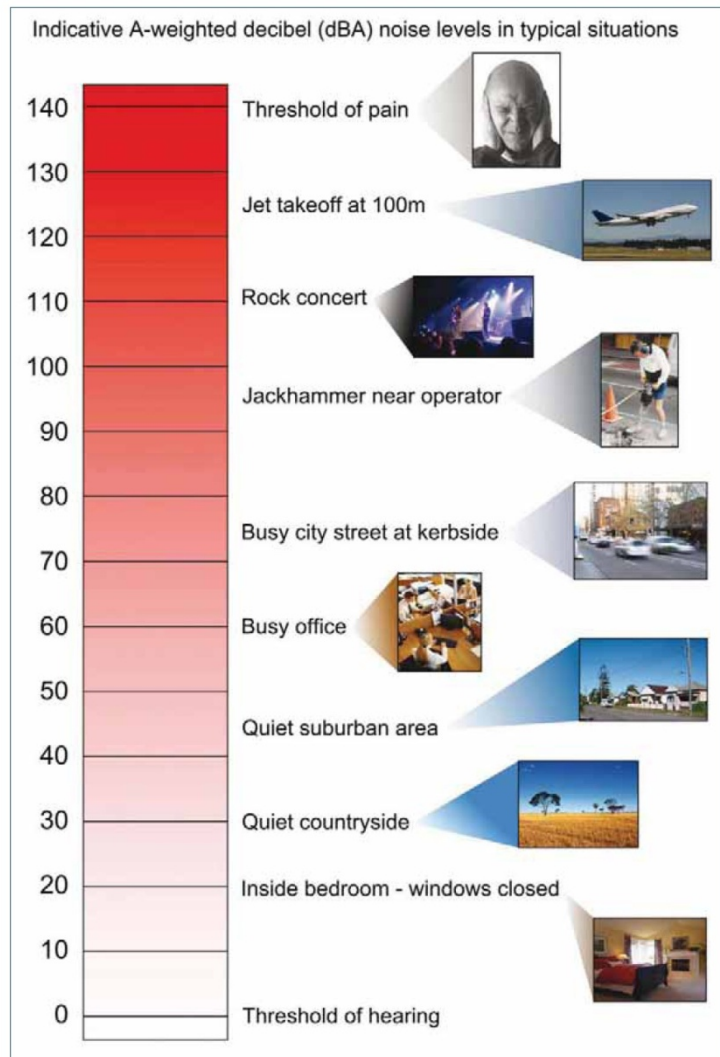 Indicative A-weighted decibel (dBA) noise levels in typical situations
140 Threshold of pain
130
Jet takeoff at 100m
120
110 Rock concert
100
Jackhammer near operator
90
80
Busy city street at kerbside
70
60 Busy office
50
Quiet suburban area
40
30 Quiet countryside
20 Inside bedroom - windows closed
10
0 Threshold of hearing